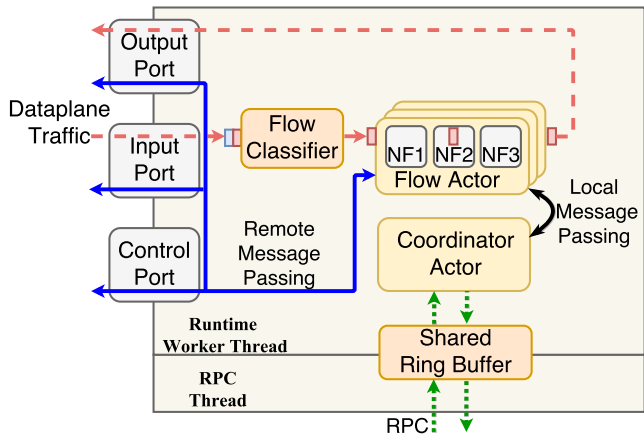 Output
Port
Dataplane
Traffic
Input
Port
Control
Port
Flow
Classifier
NF1
NF2
NF3
Flow Actor
Local
Message
Passing
Remote
Message
Passing
Coordinator
Actor
Runtime
Worker Thread
Shared
Ring Buffer
RPC
Thread
RPC